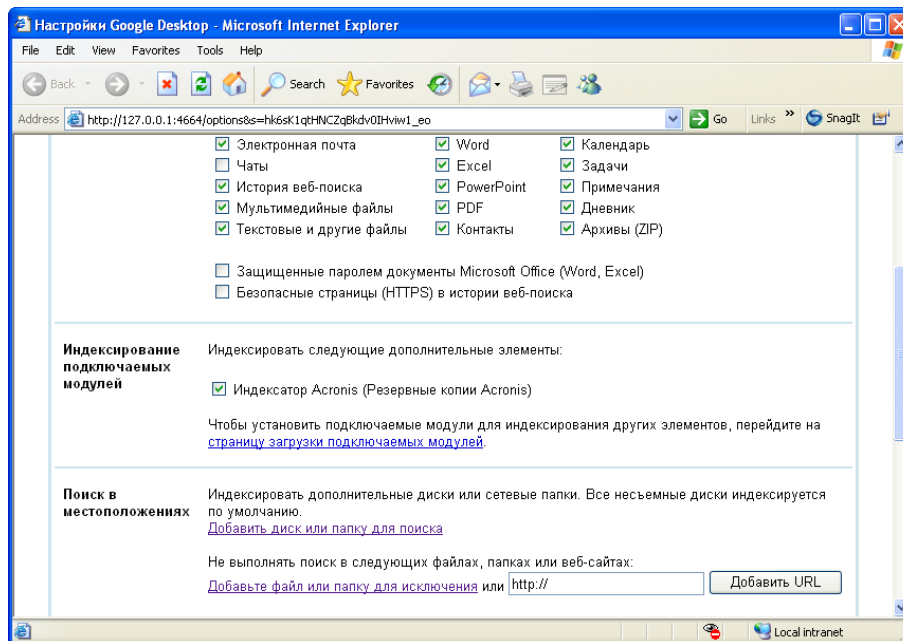 Настройки Google Desktop - Microsoft Internet Explorer
File Edit View Favorites Tools Help
Back Search Favorites
Address http://127.0.0.1:4664/options&s=hk6sK1qtHNCZqBkdv0IHviw1_eo Go Links » SnagIt
Электронная почта Word Календарь
Чаты Excel Задачи
История веб-поиска PowerPoint Примечания
Мультимедийные файлы PDF Дневник
Текстовые и другие файлы Контакты Архивы (ZIP)
Защищенные паролем документы Microsoft Office (Word, Excel)
Безопасные страницы (HTTPS) в истории веб-поиска
Индексирование подключаемых модулей
Индексировать следующие дополнительные элементы:
Индексатор Acronis (Резервные копии Acronis)
Чтобы установить подключаемые модули для индексирования других элементов, перейдите на
страницу загрузки подключаемых модулей.
Поиск в местоположениях
Индексировать дополнительные диски или сетевые папки. Все несъемные диски индексируется
по умолчанию.
Добавить диск или папку для поиска
Не выполнять поиск в следующих файлах, папках или веб-сайтах:
Добавьте файл или папку для исключения или http:// Добавить URL
Local intranet